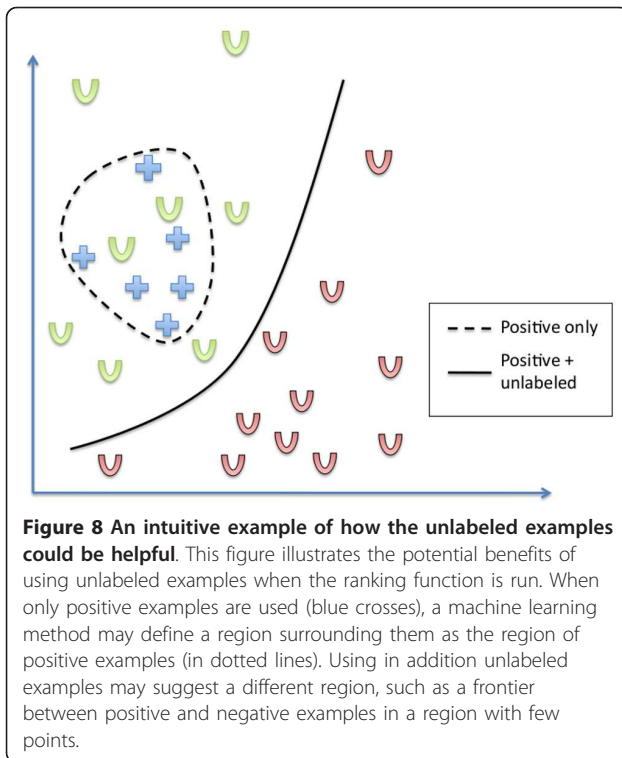 Positive only
Positive +
unlabeled
Figure 8 An intuitive example of how the unlabeled examples
could be helpful. This figure illustrates the potential benefits of
using unlabeled examples when the ranking function is run. When
only positive examples are used (blue crosses), a machine learning
method may define a region surrounding them as the region of
positive examples (in dotted lines). Using in addition unlabeled
examples may suggest a different region, such as a frontier
between positive and negative examples in a region with few
points.